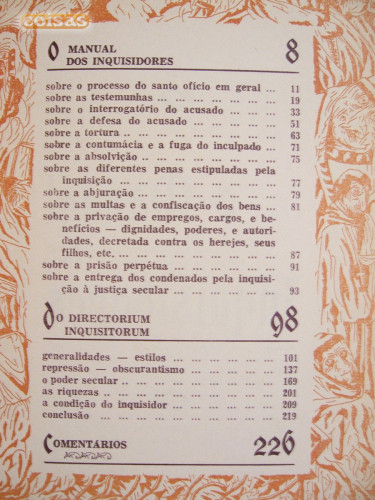 coisas
O MANUAL 8
DOS INQUISIDORES
sobre o processo do santo ofício em geral ... 11
sobre as testemunhas ... ... ... ... ... ... 19
sobre o interrogatório do acusado ... ... ... 33
sobre a defesa do acusado ... ... ... ... ... 51
sobre a tortura .. ... ... ... ... ... ... ... 63
sobre a contumácia e a fuga do inculpado ... 71
sobre a absolvição .. ... ... ... ... ... ... 75
sobre as diferentes penas estipuladas pela
inquisição ... ... ... ... ... ... ... ... 77
sobre a abjuração ... ... ... ... ... ... ... 79
sobre as multas e a confiscação dos bens ... 81
sobre a privação de empregos, cargos, e be-
nefícios — dignidades, poderes, e autori-
dades, decretada contra os herejes, seus
filhos, etc. ... ... ... ... ... ... ... ... 87
sobre a prisão perpétua ... ... ... ... ... 91
sobre a entrega dos condenados pela inquisi-
ção à justiça secular ... ... ... ... ... 93
DO DIRECTORIUM 98
INQUISITORUM
generalidades — estilos ... ... ... ... ... 101
repressão — obscurantismo ... ... ... ... 137
o poder secular ... ... ... ... ... ... ... 169
as riquezas .. ... ... ... ... ... ... ... 201
a condição do inquisidor ... ... ... ... ... 209
conclusão ... ... ... ... ... ... ... ... 219
COMENTÁRIOS 226